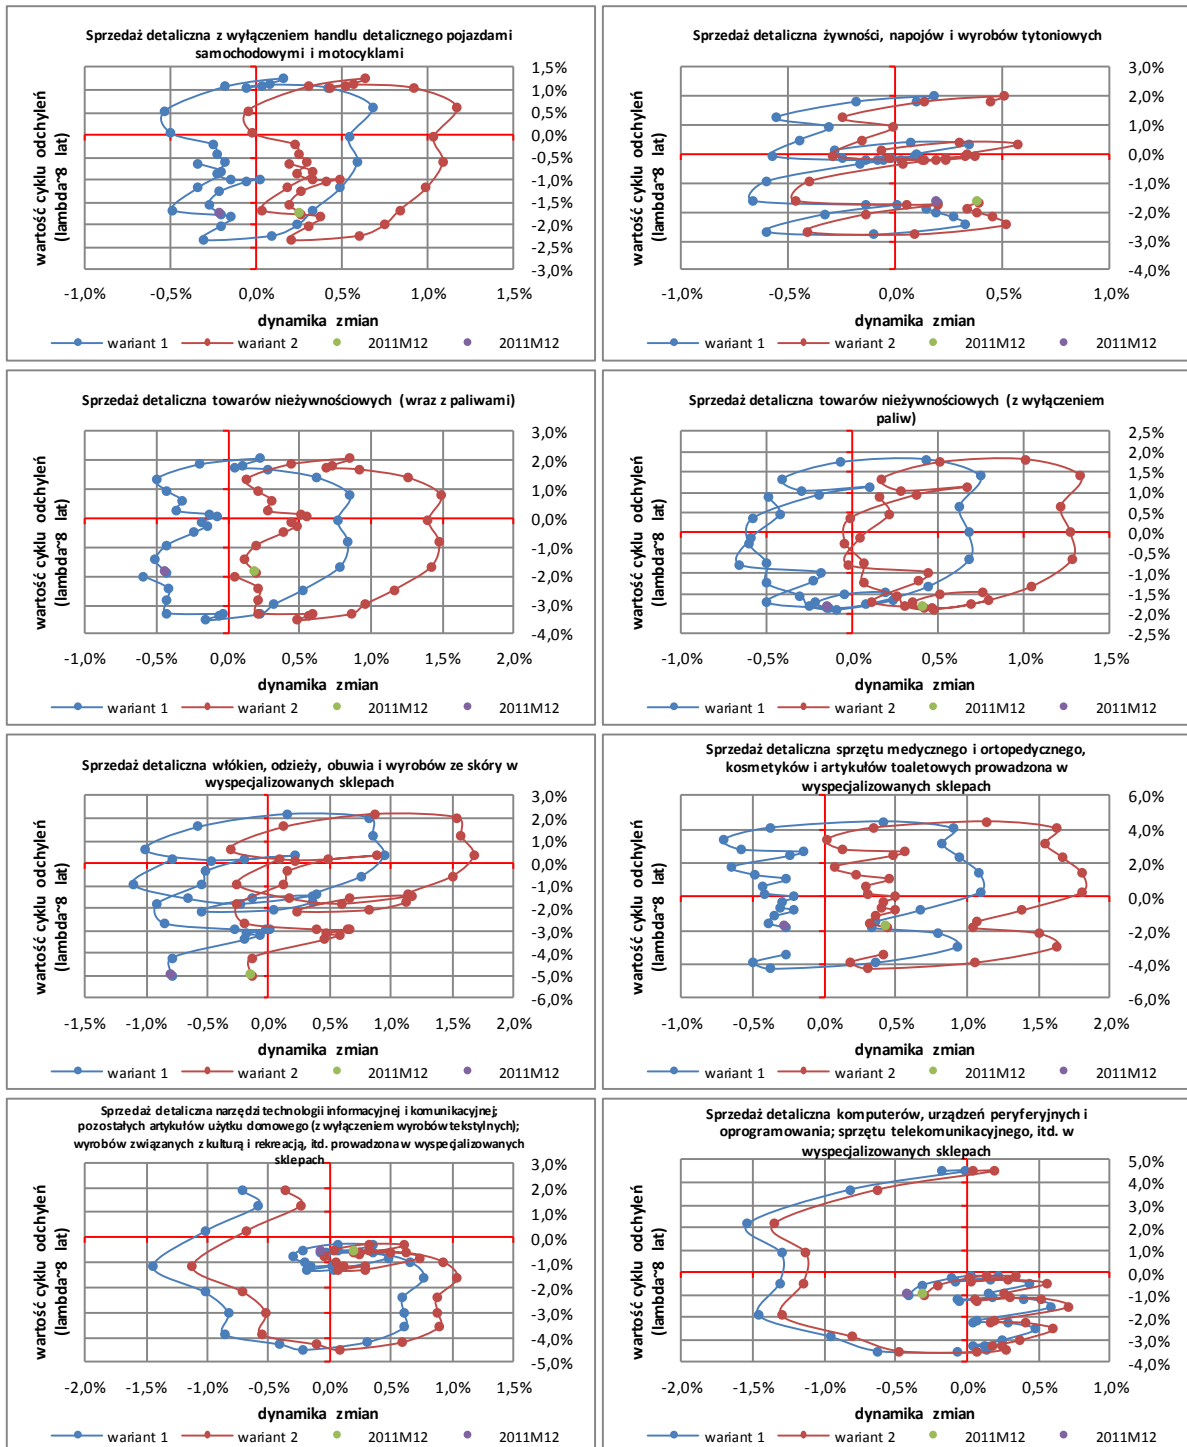 Sprzedaż detaliczna z wyłączeniem handlu detalicznego pojazdami
samochodowymi i motocyklami
wartość cyklu odchyleń
(lambda~8 lat)
1,5%
1,0%
0,5%
0,0%
-0,5%
-1,0%
-1,5%
-2,0%
-2,5%
-3,0%
-1,0% -0,5% 0,0% 0,5% 1,0% 1,5%
dynamika zmian
wariant 1 wariant 2 2011M12 2011M12
Sprzedaż detaliczna żywności, napojów i wyrobów tytoniowych
wartość cyklu odchyleń
(lambda~8 lat)
3,0%
2,0%
1,0%
0,0%
-1,0%
-2,0%
-3,0%
-4,0%
-1,0% -0,5% 0,0% 0,5% 1,0%
dynamika zmian
wariant 1 wariant 2 2011M12 2011M12
Sprzedaż detaliczna towarów nieżywnościowych (wraz z paliwami)
wartość cyklu odchyleń
(lambda~8 lat)
3,0%
2,0%
1,0%
0,0%
-1,0%
-2,0%
-3,0%
-4,0%
-1,0% -0,5% 0,0% 0,5% 1,0% 1,5% 2,0%
dynamika zmian
wariant 1 wariant 2 2011M12 2011M12
Sprzedaż detaliczna towarów nieżywnościowych (z wyłączeniem
paliw)
wartość cyklu odchyleń
(lambda~8 lat)
2,5%
2,0%
1,5%
1,0%
0,5%
0,0%
-0,5%
-1,0%
-1,5%
-2,0%
-2,5%
-1,0% -0,5% 0,0% 0,5% 1,0% 1,5%
dynamika zmian
wariant 1 wariant 2 2011M12 2011M12
Sprzedaż detaliczna włókien, odzieży, obuwia i wyrobów ze skóry w
wyspecjalizowanych sklepach
wartość cyklu odchyleń
(lambda~8 lat)
3,0%
2,0%
1,0%
0,0%
-1,0%
-2,0%
-3,0%
-4,0%
-5,0%
-6,0%
-1,5% -1,0% -0,5% 0,0% 0,5% 1,0% 1,5% 2,0%
dynamika zmian
wariant 1 wariant 2 2011M12 2011M12
Sprzedaż detaliczna sprzętu medycznego i ortopedycznego,
kosmetyków i artykułów toaletowych prowadzona w
wyspecjalizowanych sklepach
wartość cyklu odchyleń
(lambda~8 lat)
6,0%
4,0%
2,0%
0,0%
-2,0%
-4,0%
-6,0%
-1,0% -0,5% 0,0% 0,5% 1,0% 1,5% 2,0%
dynamika zmian
wariant 1 wariant 2 2011M12 2011M12
Sprzedaż detaliczna narzędzi technologii informacyjnej i komunikacyjnej;
pozostałych artykułów użytku domowego (z wyłączeniem wyrobów tekstylnych);
wyrobów związanych z kulturą i rekreacją, itd. prowadzona w wyspecjalizowanych
sklepach
wartość cyklu odchyleń
(lambda~8 lat)
3,0%
2,0%
1,0%
0,0%
-1,0%
-2,0%
-3,0%
-4,0%
-5,0%
-2,0% -1,5% -1,0% -0,5% 0,0% 0,5% 1,0% 1,5%
dynamika zmian
wariant 1 wariant 2 2011M12 2011M12
Sprzedaż detaliczna komputerów, urządzeń peryferyjnych i
oprogramowania; sprzętu telekomunikacyjnego, itd. w
wyspecjalizowanych sklepach
wartość cyklu odchyleń
(lambda~8 lat)
5,0%
4,0%
3,0%
2,0%
1,0%
0,0%
-1,0%
-2,0%
-3,0%
-4,0%
-2,0% -1,5% -1,0% -0,5% 0,0% 0,5% 1,0%
dynamika zmian
wariant 1 wariant 2 2011M12 2011M12